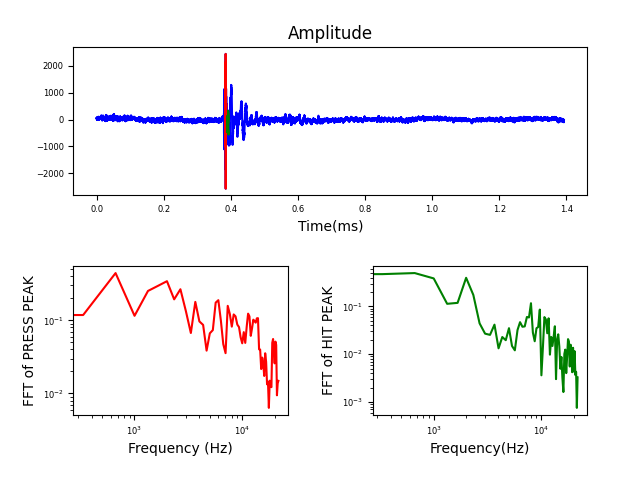 Amplitude
2000
1000
0
−1000
−2000
0.0 0.2 0.4 0.6 0.8 1.0 1.2 1.4
Time(ms)
FFT of PRESS PEAK
10⁻¹
10⁻²
10³ 10⁴
Frequency (Hz)
FFT of HIT PEAK
10⁻¹
10⁻²
10⁻³
10³ 10⁴
Frequency(Hz)